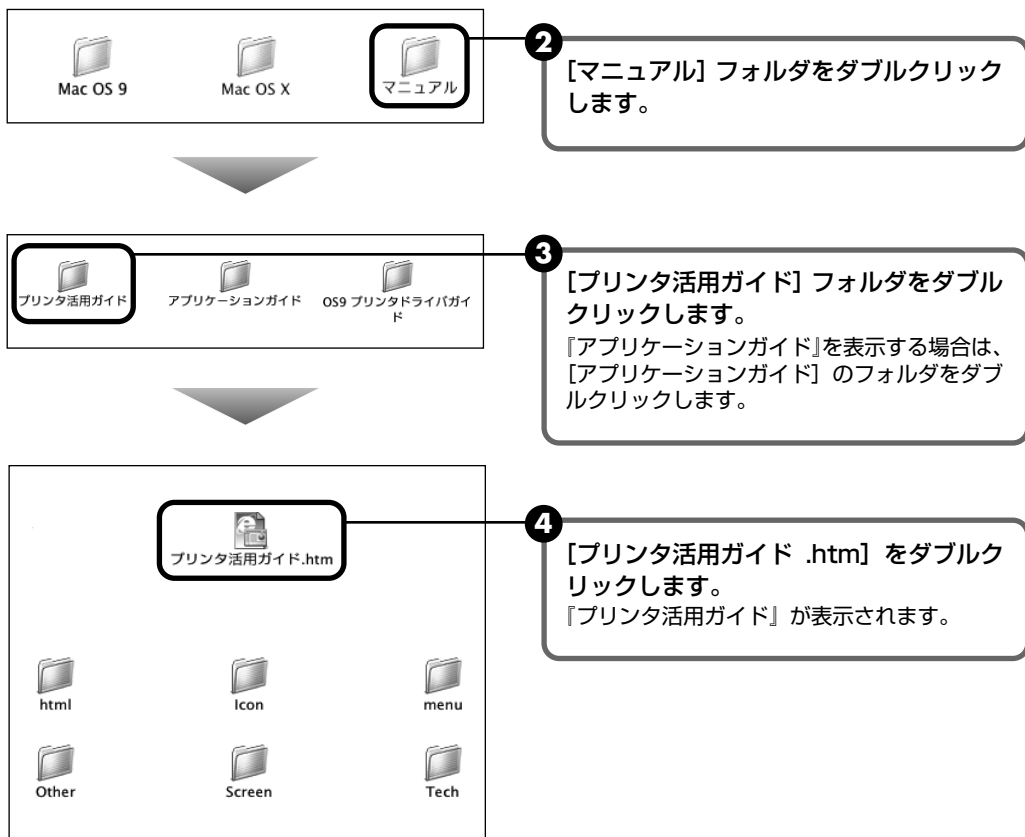 Mac OS 9
Mac OS X
マニュアル
2
[マニュアル] フォルダをダブルクリック
します。
プリンタ活用ガイド
アプリケーションガイド
OS9 プリンタドライバガイ
ド
3
[プリンタ活用ガイド] フォルダをダブル
クリックします。
『アプリケーションガイド』を表示する場合は、
[アプリケーションガイド] のフォルダをダブ
ルクリックします。
プリンタ活用ガイド.htm
4
[プリンタ活用ガイド .htm] をダブルク
リックします。
『プリンタ活用ガイド』が表示されます。
html
Icon
menu
Other
Screen
Tech